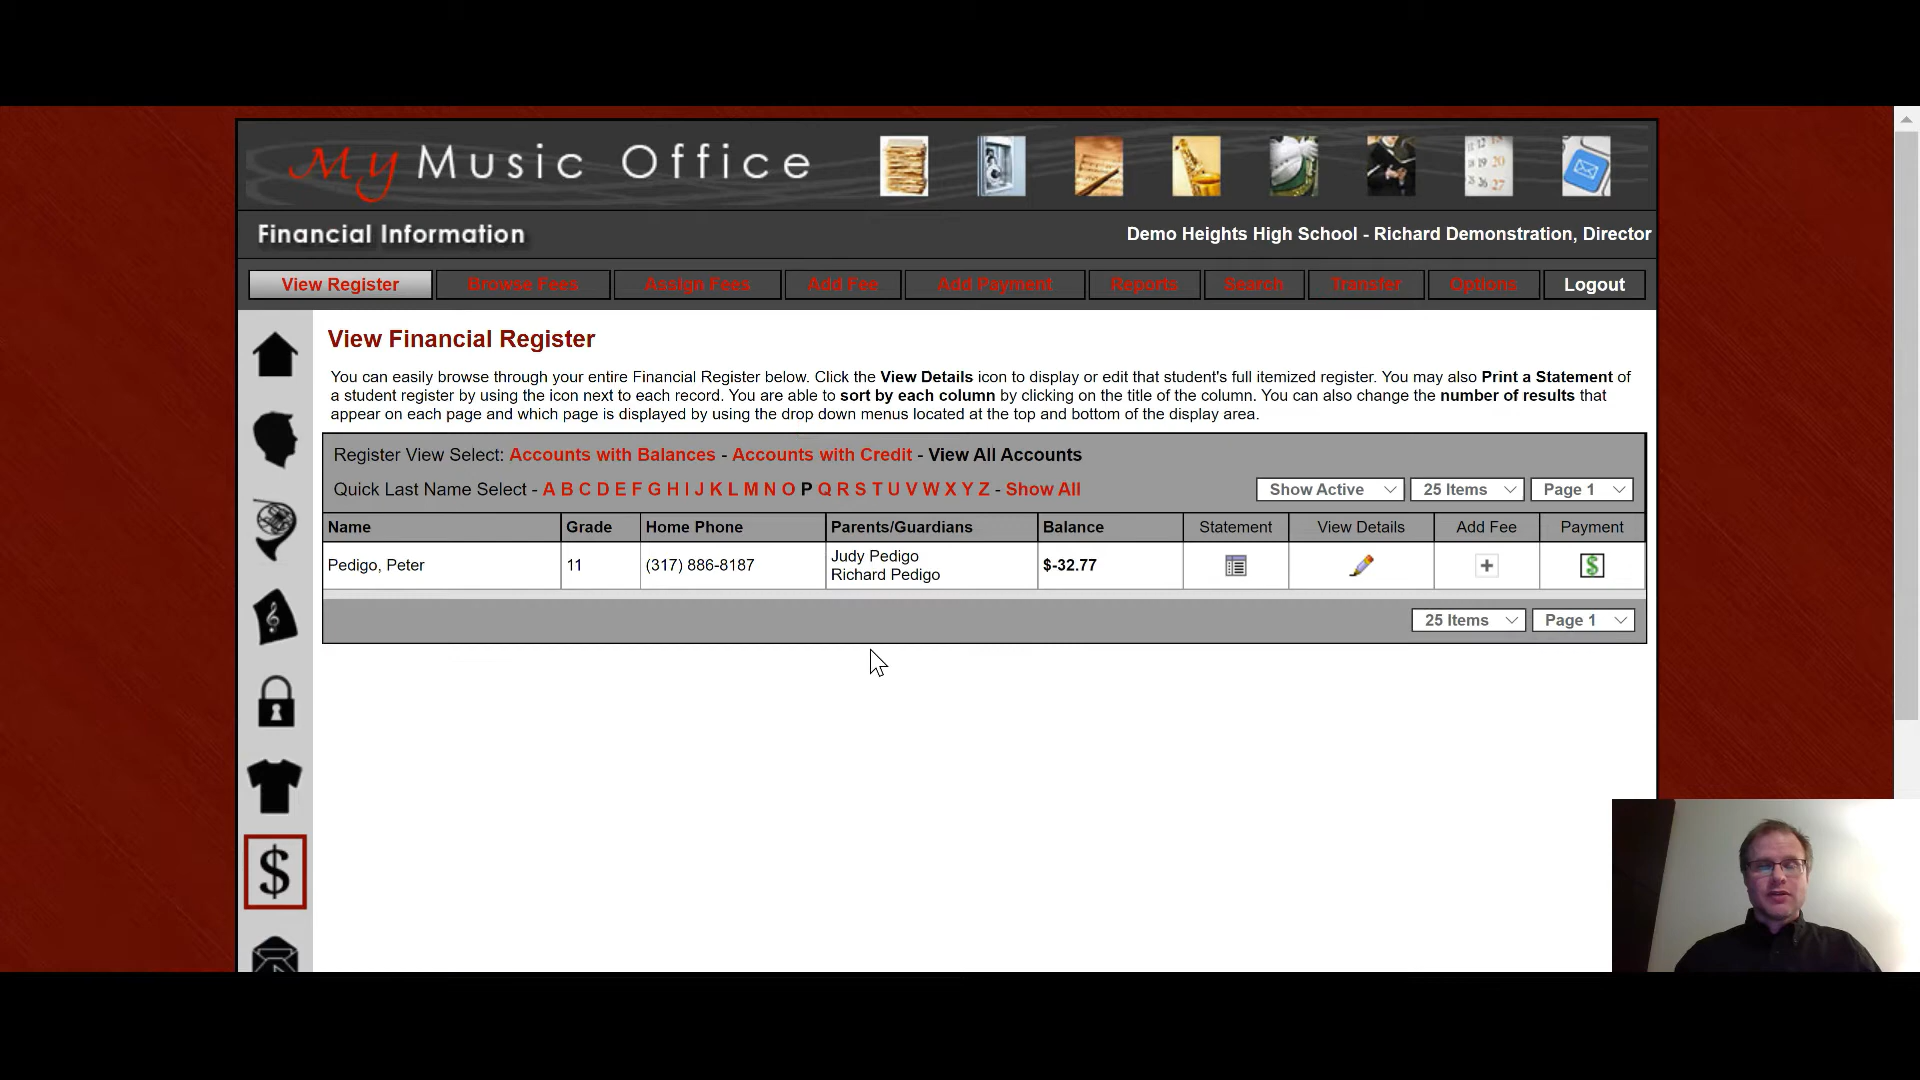 My Music Office
Financial Information
Demo Heights High School - Richard Demonstration, Director
View Register
Browse Fees
Assign Fees
Add Fee
Add Payment
Reports
Search
Transfer
Options
Logout
View Financial Register
You can easily browse through your entire Financial Register below. Click the View Details icon to display or edit that student's full itemized register. You may also Print a Statement of
a student register by using the icon next to each record. You are able to sort by each column by clicking on the title of the column. You can also change the number of results that
appear on each page and which page is displayed by using the drop down menus located at the top and bottom of the display area.
Register View Select: Accounts with Balances - Accounts with Credit - View All Accounts
Quick Last Name Select - A B C D E F G H I J K L M N O P Q R S T U V W X Y Z - Show All
Show Active
25 Items
Page 1
Name Grade Home Phone Parents/Guardians Balance Statement View Details Add Fee Payment
Pedigo, Peter 11 (317) 886-8187 Judy Pedigo $-32.77
Richard Pedigo
25 Items
Page 1